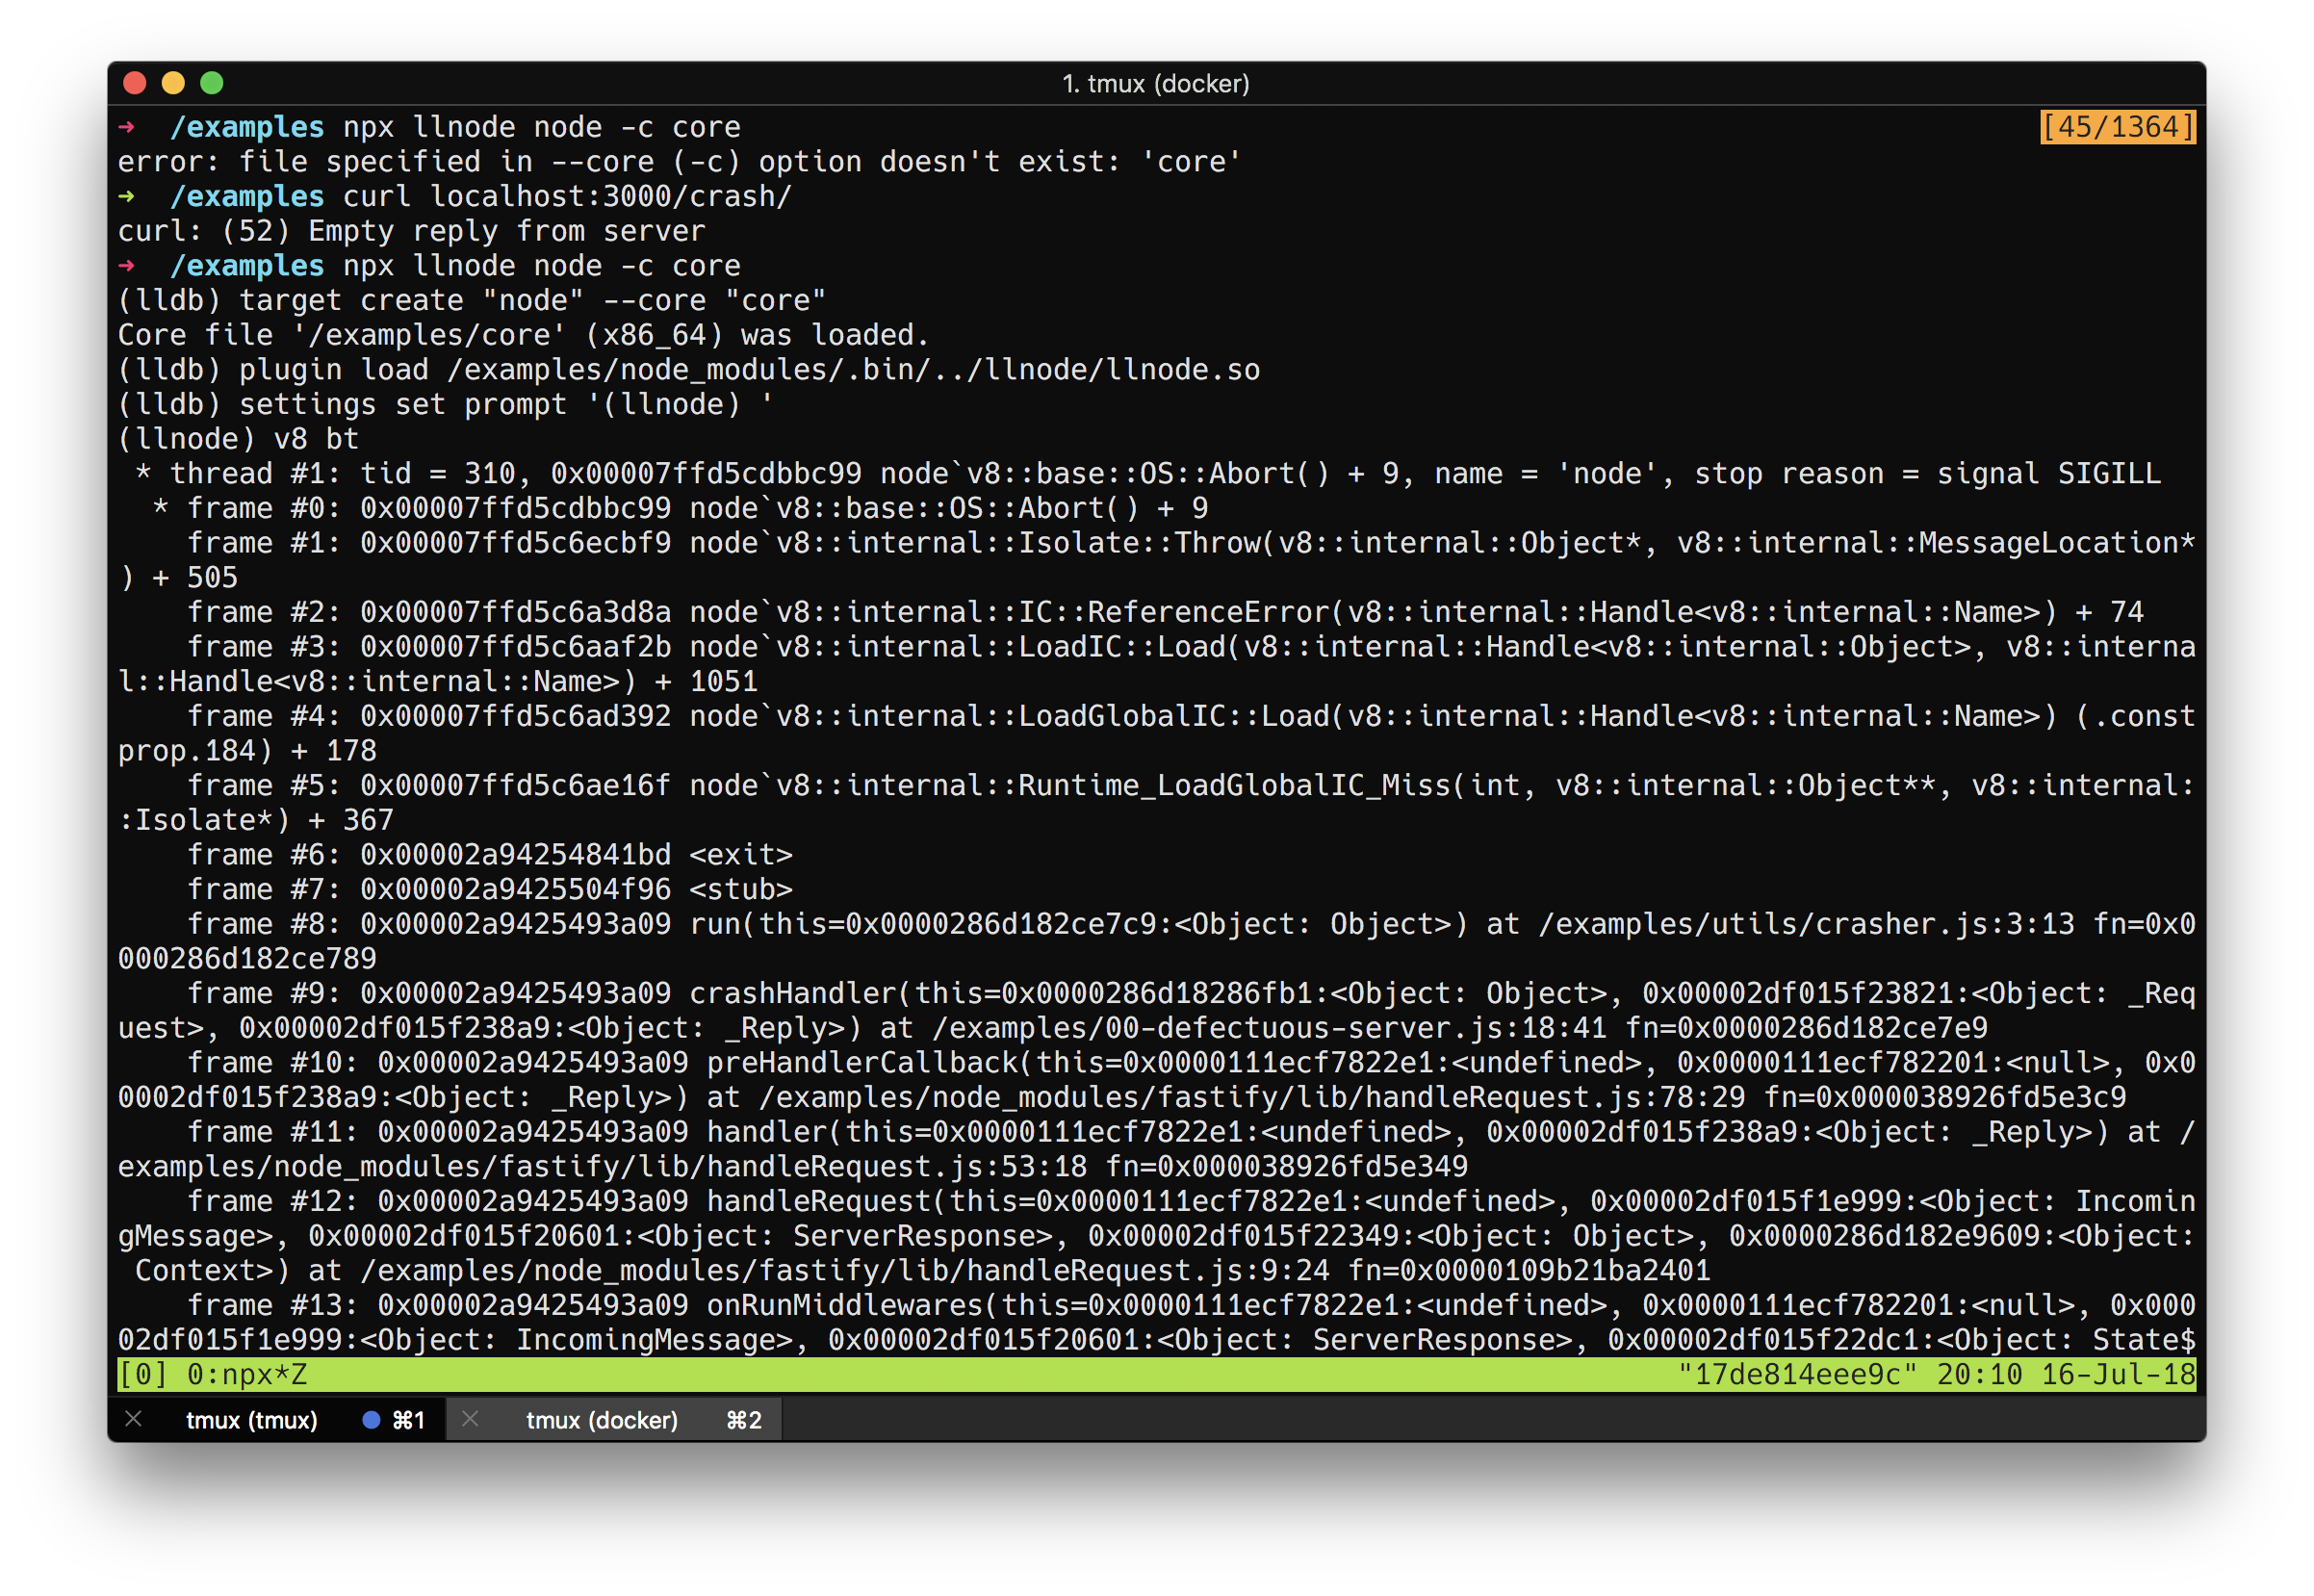 1. tmux (docker)
→ /examples npx llnode node -c core [45/1364]
error: file specified in --core (-c) option doesn't exist: 'core'
→ /examples curl localhost:3000/crash/
curl: (52) Empty reply from server
→ /examples npx llnode node -c core
(lldb) target create "node" --core "core"
Core file '/examples/core' (x86_64) was loaded.
(lldb) plugin load /examples/node_modules/.bin/../llnode/llnode.so
(lldb) settings set prompt '(llnode) '
(llnode) v8 bt
 * thread #1: tid = 310, 0x00007ffd5cdbbc99 node`v8::base::OS::Abort() + 9, name = 'node', stop reason = signal SIGILL
  * frame #0: 0x00007ffd5cdbbc99 node`v8::base::OS::Abort() + 9
    frame #1: 0x00007ffd5c6ecbf9 node`v8::internal::Isolate::Throw(v8::internal::Object*, v8::internal::MessageLocation*
) + 505
    frame #2: 0x00007ffd5c6a3d8a node`v8::internal::IC::ReferenceError(v8::internal::Handle<v8::internal::Name>) + 74
    frame #3: 0x00007ffd5c6aaf2b node`v8::internal::LoadIC::Load(v8::internal::Handle<v8::internal::Object>, v8::interna
l::Handle<v8::internal::Name>) + 1051
    frame #4: 0x00007ffd5c6ad392 node`v8::internal::LoadGlobalIC::Load(v8::internal::Handle<v8::internal::Name>) (.const
prop.184) + 178
    frame #5: 0x00007ffd5c6ae16f node`v8::internal::Runtime_LoadGlobalIC_Miss(int, v8::internal::Object**, v8::internal:
:Isolate*) + 367
    frame #6: 0x00002a94254841bd <exit>
    frame #7: 0x00002a9425504f96 <stub>
    frame #8: 0x00002a9425493a09 run(this=0x0000286d182ce7c9:<Object: Object>) at /examples/utils/crasher.js:3:13 fn=0x0
000286d182ce789
    frame #9: 0x00002a9425493a09 crashHandler(this=0x0000286d18286fb1:<Object: Object>, 0x00002df015f23821:<Object: _Req
uest>, 0x00002df015f238a9:<Object: _Reply>) at /examples/00-defectuous-server.js:18:41 fn=0x0000286d182ce7e9
    frame #10: 0x00002a9425493a09 preHandlerCallback(this=0x0000111ecf7822e1:<undefined>, 0x0000111ecf782201:<null>, 0x0
0002df015f238a9:<Object: _Reply>) at /examples/node_modules/fastify/lib/handleRequest.js:78:29 fn=0x000038926fd5e3c9
    frame #11: 0x00002a9425493a09 handler(this=0x0000111ecf7822e1:<undefined>, 0x00002df015f238a9:<Object: _Reply>) at /
examples/node_modules/fastify/lib/handleRequest.js:53:18 fn=0x000038926fd5e349
    frame #12: 0x00002a9425493a09 handleRequest(this=0x0000111ecf7822e1:<undefined>, 0x00002df015f1e999:<Object: Incomin
gMessage>, 0x00002df015f20601:<Object: ServerResponse>, 0x00002df015f22349:<Object: Object>, 0x0000286d182e9609:<Object:
 Context>) at /examples/node_modules/fastify/lib/handleRequest.js:9:24 fn=0x0000109b21ba2401
    frame #13: 0x00002a9425493a09 onRunMiddlewares(this=0x0000111ecf7822e1:<undefined>, 0x0000111ecf782201:<null>, 0x000
02df015f1e999:<Object: IncomingMessage>, 0x00002df015f20601:<Object: ServerResponse>, 0x00002df015f22dc1:<Object: State$
[0] 0:npx*Z "17de814eee9c" 20:10 16-Jul-18
tmux (tmux) ⌘1 tmux (docker) ⌘2